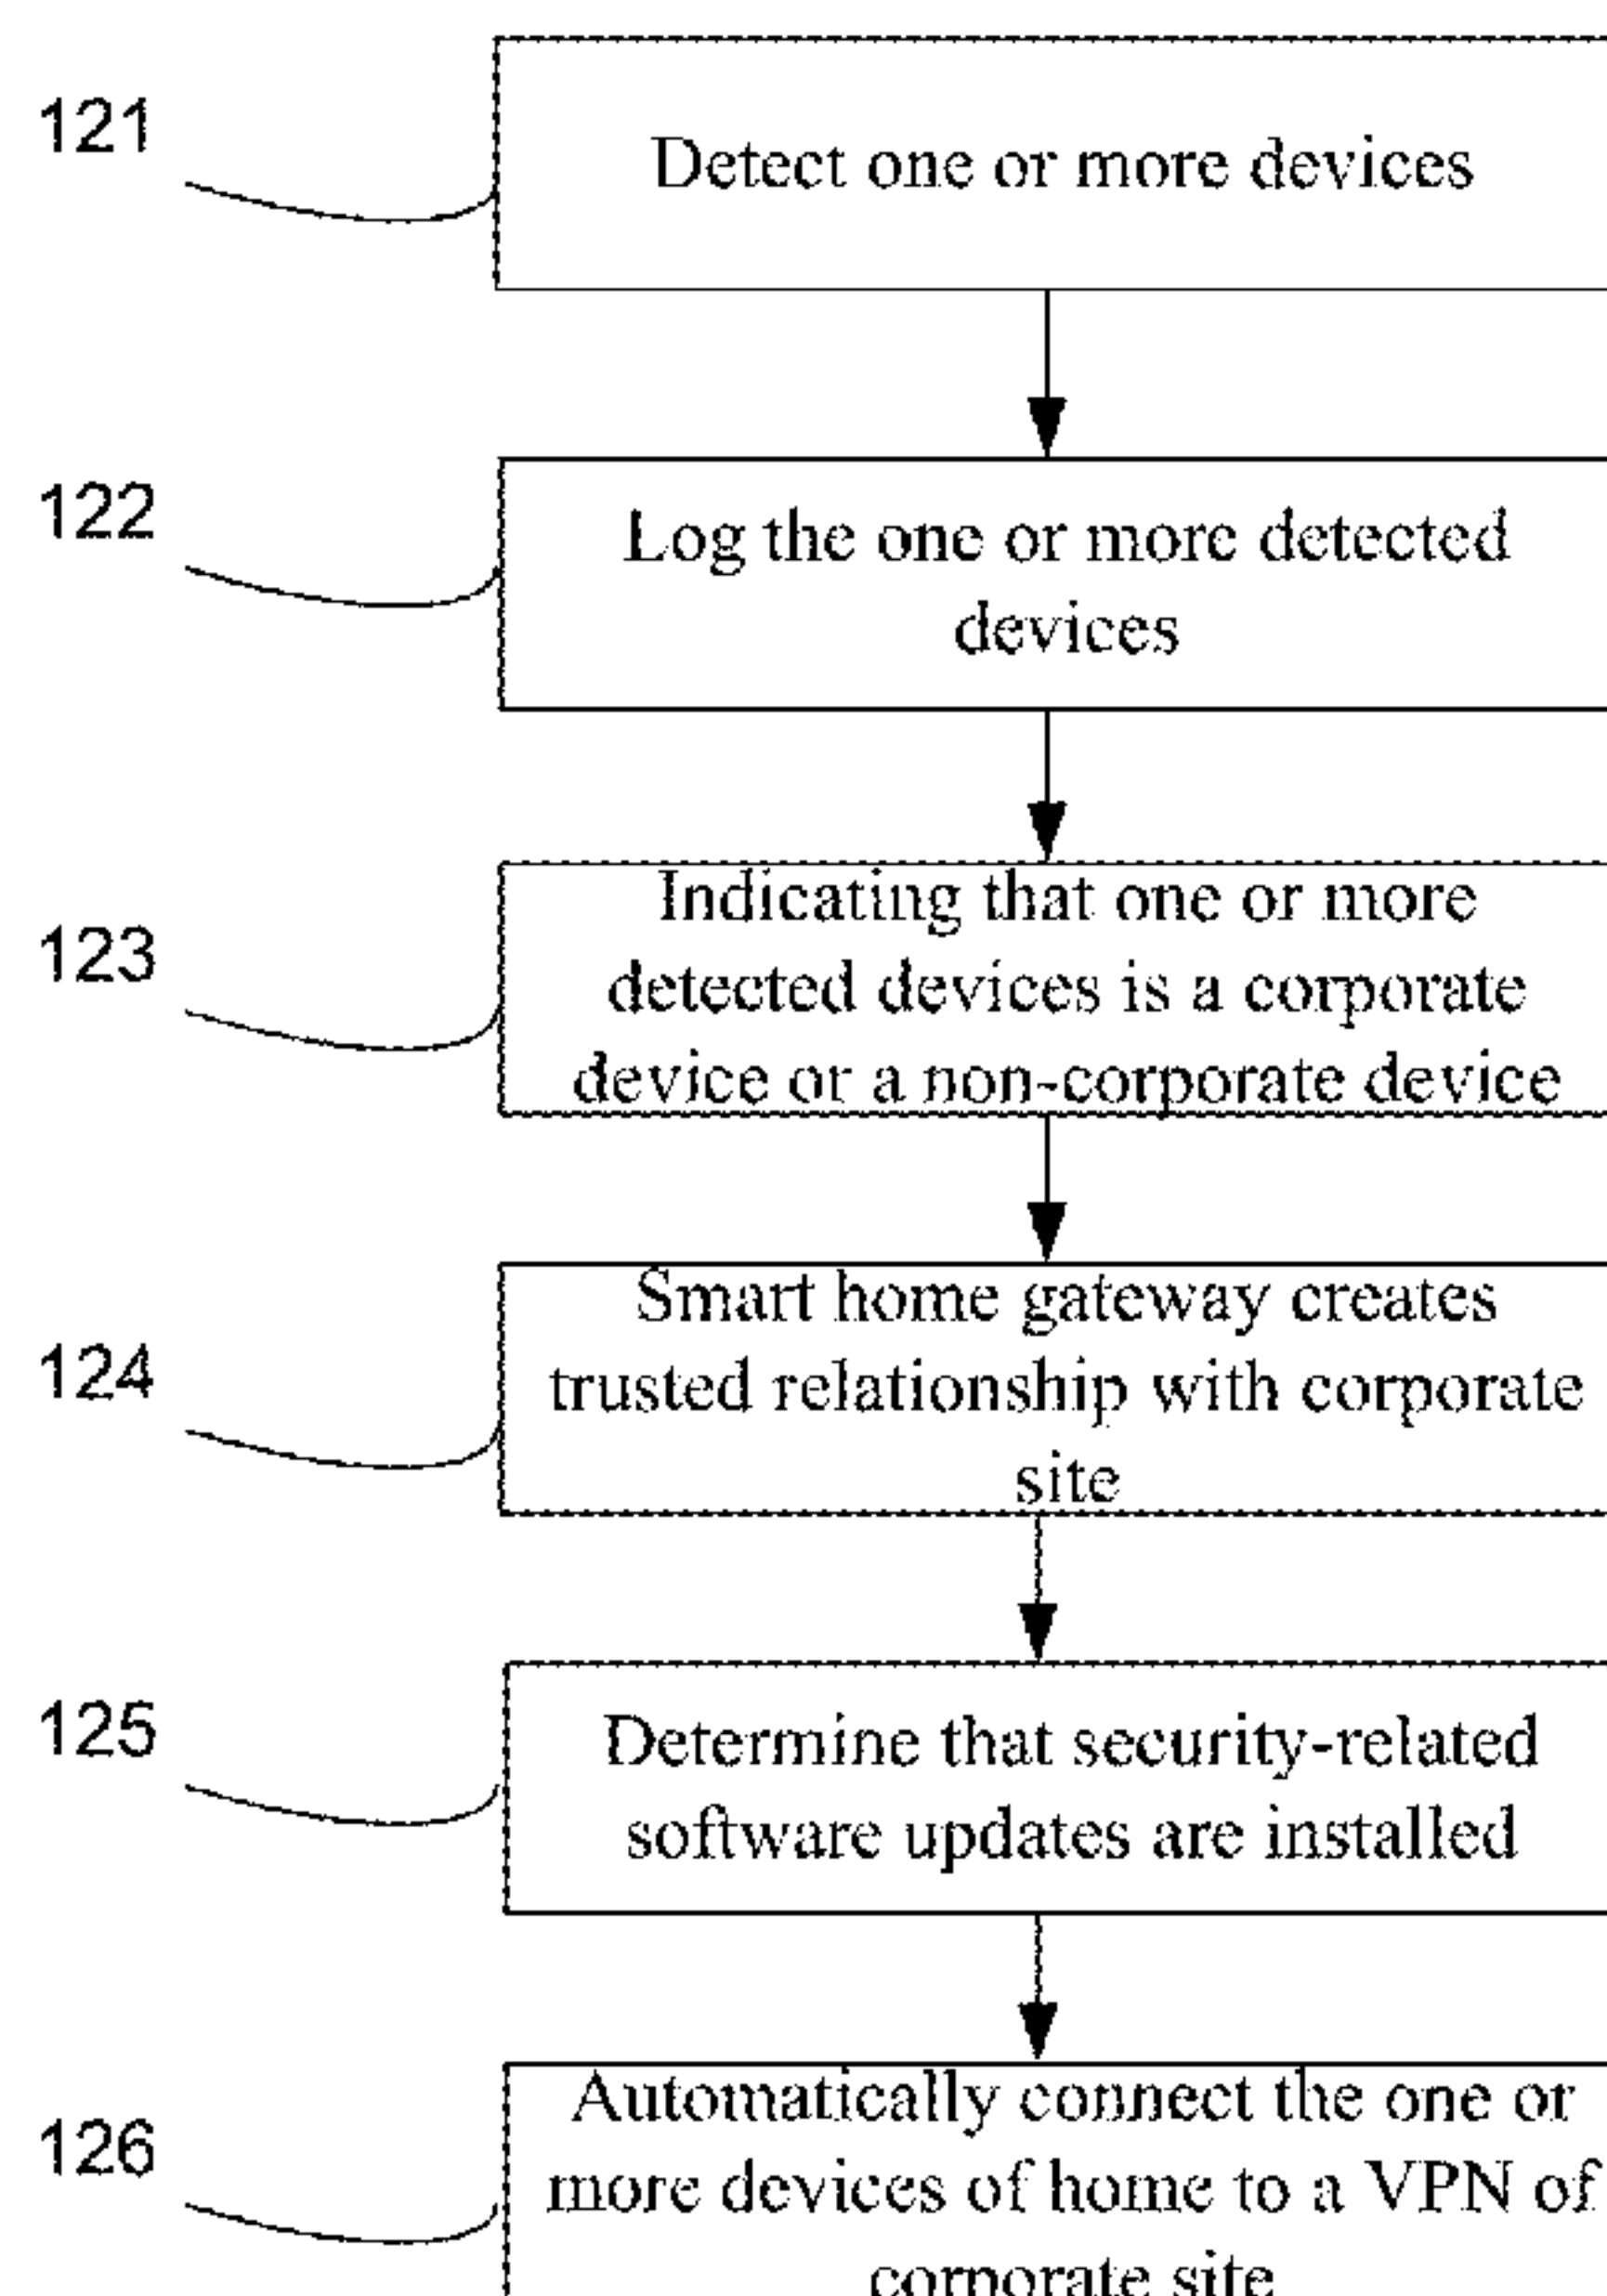 121
Detect one or more devices
122
Log the one or more detected
devices
123
Indicating that one or more
detected devices is a corporate
device or a non-corporate device
124
Smart home gateway creates
trusted relationship with corporate
site
125
Determine that security-related
software updates are installed
126
Automatically connect the one or
more devices of home to a VPN of
corporate site